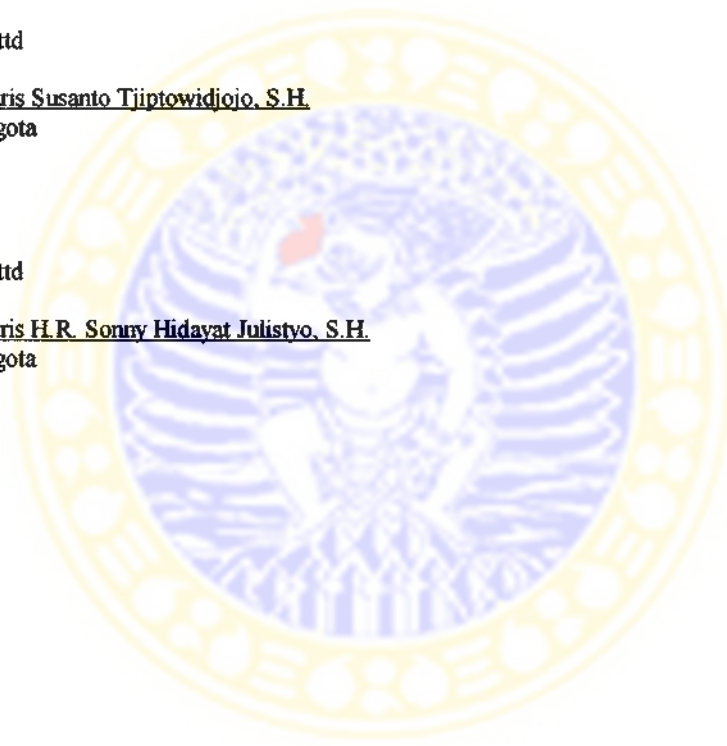 ttd
ris Susanto Tjiptowidjojo, S.H.
gota
ttd
ris H.R. Sonny Hidayat Julistyo, S.H.
gota